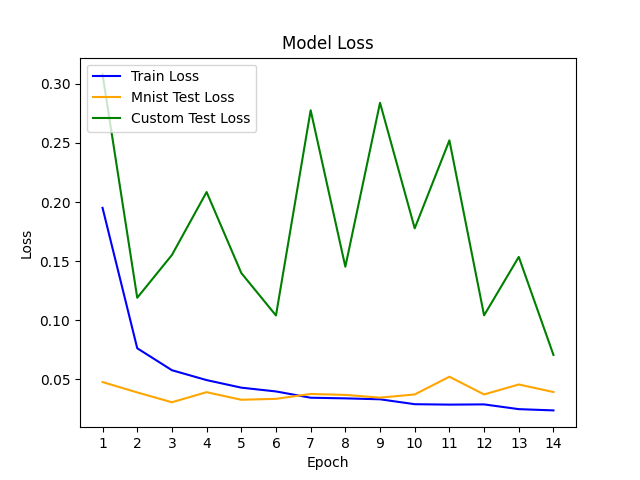 Model Loss
Train Loss
Mnist Test Loss
Custom Test Loss
Loss
0.30
0.25
0.20
0.15
0.10
0.05
1 2 3 4 5 6 7 8 9 10 11 12 13 14
Epoch